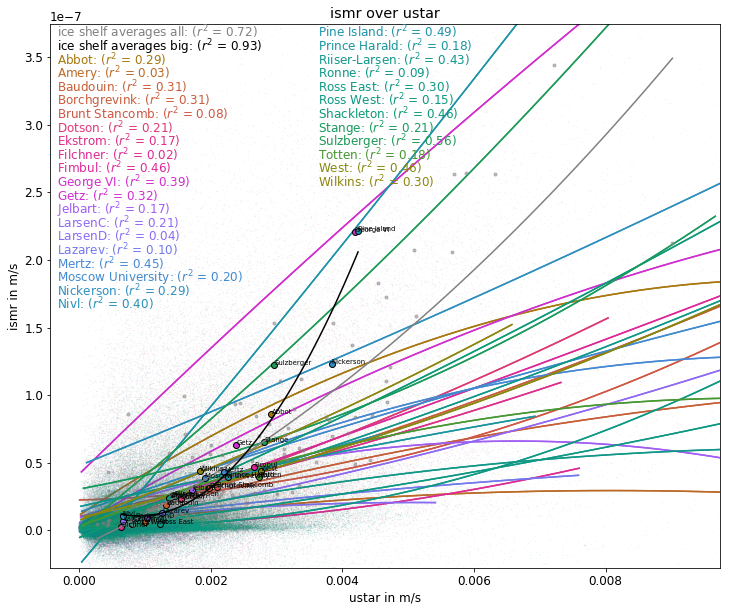 ismr over ustar
1e−7
ice shelf averages all: (r² = 0.72)
ice shelf averages big: (r² = 0.93)
Abbot: (r² = 0.29)
Amery: (r² = 0.03)
Baudouin: (r² = 0.31)
Borchgrevink: (r² = 0.31)
Brunt Stancomb: (r² = 0.08)
Dotson: (r² = 0.21)
Ekstrom: (r² = 0.17)
Filchner: (r² = 0.02)
Fimbul: (r² = 0.46)
George VI: (r² = 0.39)
Getz: (r² = 0.32)
Jelbart: (r² = 0.17)
LarsenC: (r² = 0.21)
LarsenD: (r² = 0.04)
Lazarev: (r² = 0.10)
Mertz: (r² = 0.45)
Moscow University: (r² = 0.20)
Nickerson: (r² = 0.29)
Nivl: (r² = 0.40)
Pine Island: (r² = 0.49)
Prince Harald: (r² = 0.18)
Riiser-Larsen: (r² = 0.43)
Ronne: (r² = 0.09)
Ross East: (r² = 0.30)
Ross West: (r² = 0.15)
Shackleton: (r² = 0.46)
Stange: (r² = 0.21)
Sulzberger: (r² = 0.56)
Totten: (r² = 0.18)
West: (r² = 0.36)
Wilkins: (r² = 0.30)
3.5
3.0
2.5
2.0
1.5
1.0
0.5
0.0
ismr in m/s
Pine Island
Sulzberger
Nickerson
Abbot
Stange
Getz
Ross East
0.000
0.002
0.004
0.006
0.008
ustar in m/s